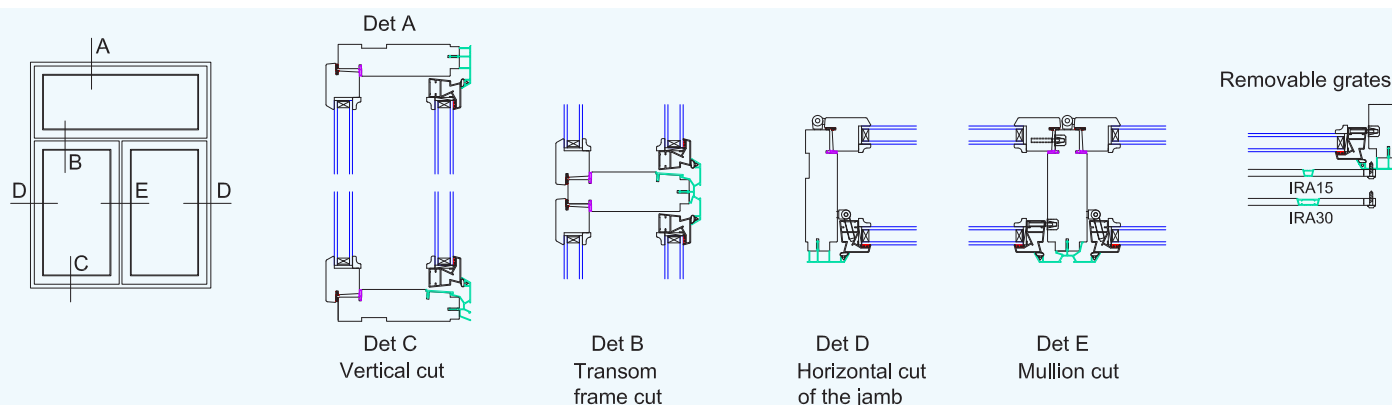 A
B
D
E
D
C
Det A
Det C
Vertical cut
Det B
Transom
frame cut
Det D
Horizontal cut
of the jamb
Det E
Mullion cut
Removable grates
IRA15
IRA30